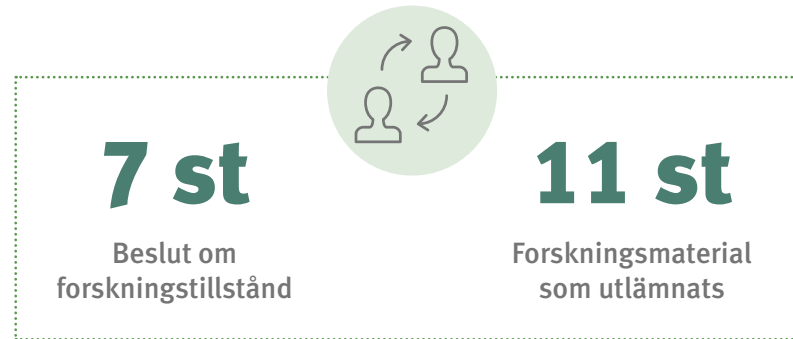 7 st
Beslut om
forskningstillstånd
11 st
Forskningsmaterial
som utlämnats